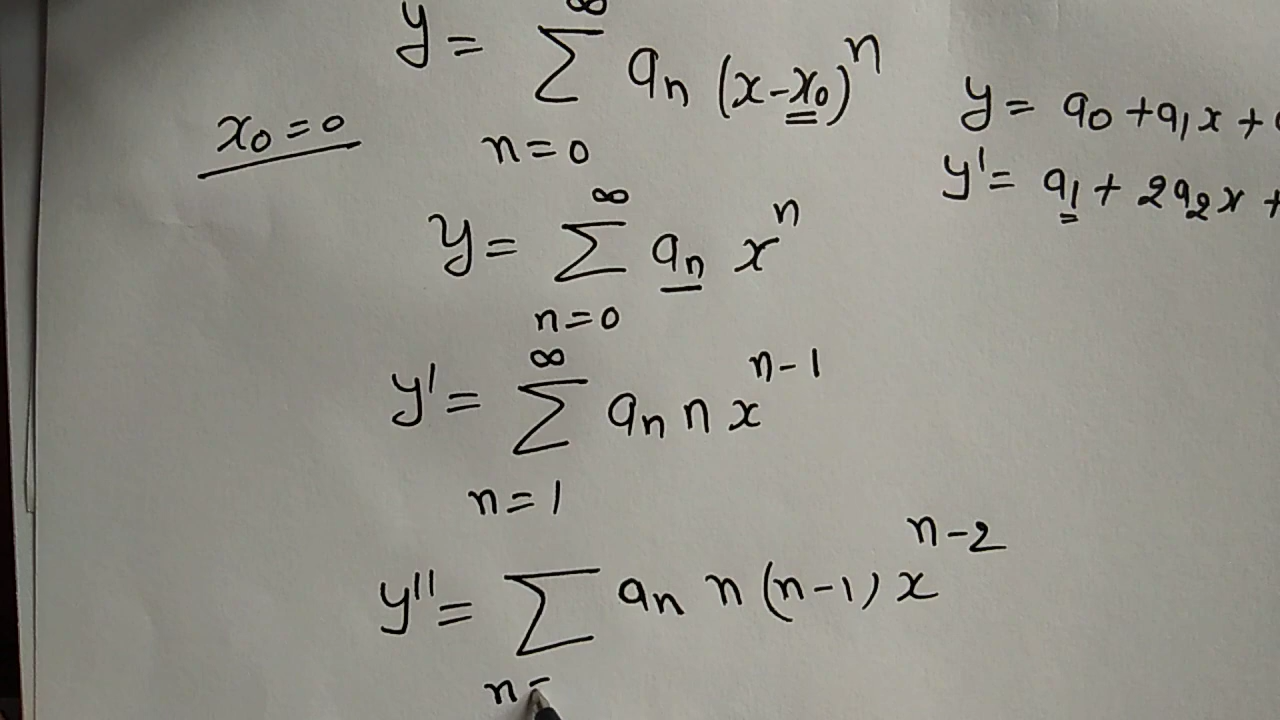 y = ∞ ∑ n=0 aₙ (x-x₀)ⁿ
x₀ = 0
y = ∞ ∑ n=0 aₙ xⁿ
y' = ∞ ∑ n=1 aₙ n xⁿ⁻¹
y'' = ∑ n= aₙ n (n-1) xⁿ⁻²
y = a₀ + a₁x +
y' = a₁ + 2a₂x +